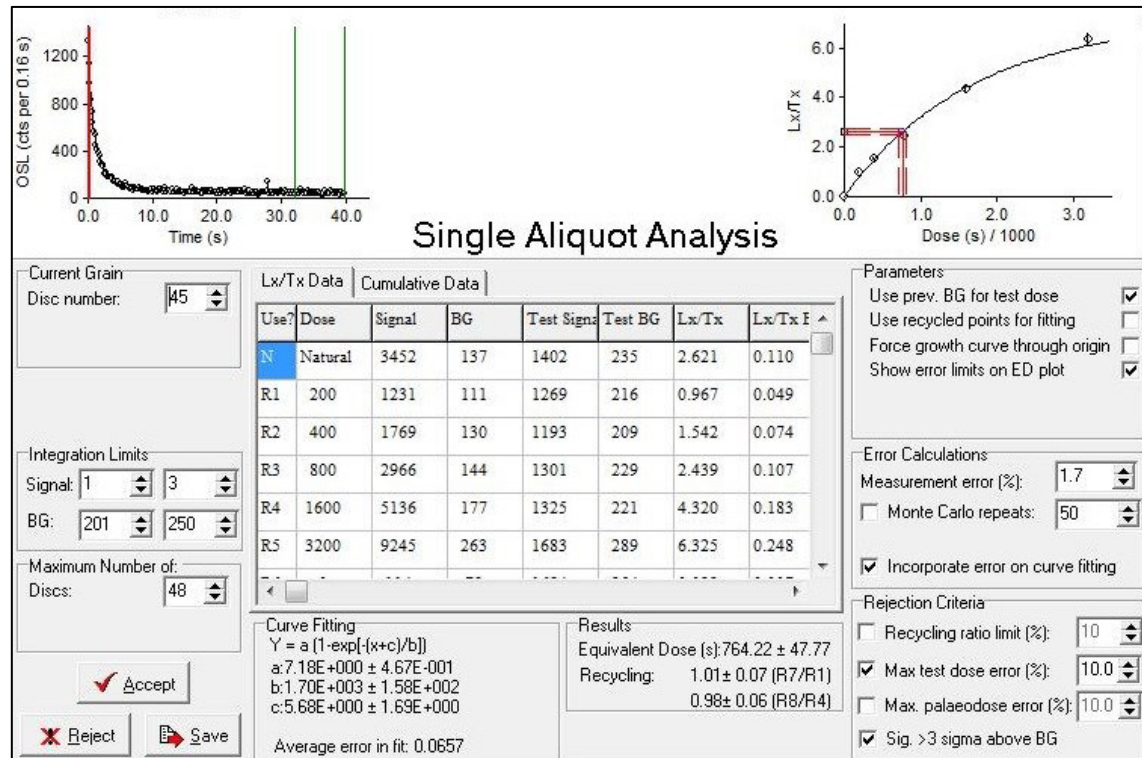 OSL (cts per 0.16 s)
1200
800
400
0
0.0 10.0 20.0 30.0 40.0
Time (s)
Lx/Tx
6.0
4.0
2.0
0.0
0.0 1.0 2.0 3.0
Dose (s) / 1000
Single Aliquot Analysis
Current Grain
Disc number: 45
Integration Limits
Signal: 1 3
BG: 201 250
Maximum Number of:
Discs: 48
Accept
Reject Save
Lx/Tx Data Cumulative Data
Use? Dose Signal BG Test Signa Test BG Lx/Tx Lx/Tx E
N Natural 3452 137 1402 235 2.621 0.110
R1 200 1231 111 1269 216 0.967 0.049
R2 400 1769 130 1193 209 1.542 0.074
R3 800 2966 144 1301 229 2.439 0.107
R4 1600 5136 177 1325 221 4.320 0.183
R5 3200 9245 263 1683 289 6.325 0.248
Curve Fitting
Y = a (1-exp[-(x+c)/b])
a:7.18E+000 ± 4.67E-001
b:1.70E+003 ± 1.58E+002
c:5.68E+000 ± 1.69E+000
Average error in fit: 0.0657
Results
Equivalent Dose (s):764.22 ± 47.77
Recycling: 1.01± 0.07 (R7/R1)
0.98± 0.06 (R8/R4)
Parameters
Use prev. BG for test dose
Use recycled points for fitting
Force growth curve through origin
Show error limits on ED plot
Error Calculations
Measurement error (%): 1.7
Monte Carlo repeats: 50
Incorporate error on curve fitting
Rejection Criteria
Recycling ratio limit (%): 10
Max test dose error (%): 10.0
Max. palaeodose error (%): 10.0
Sig. >3 sigma above BG